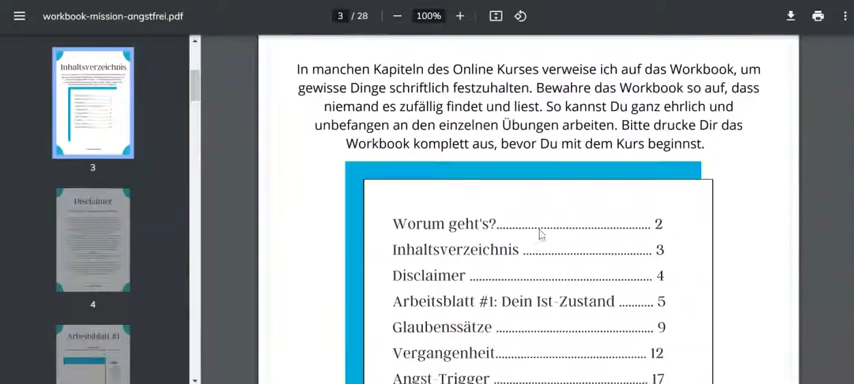 workbook-mission-angstfrei.pdf
3 / 28
100%
Inhaltsverzeichnis
3
Disclaimer
4
Arbeitsblatt #1
In manchen Kapiteln des Online Kurses verweise ich auf das Workbook, um
gewisse Dinge schriftlich festzuhalten. Bewahre das Workbook so auf, dass
niemand es zufällig findet und liest. So kannst Du ganz ehrlich und
unbefangen an den einzelnen Übungen arbeiten. Bitte drucke Dir das
Workbook komplett aus, bevor Du mit dem Kurs beginnst.
Worum geht's?.................................................... 2
Inhaltsverzeichnis ........................................... 3
Disclaimer ............................................................ 4
Arbeitsblatt #1: Dein Ist-Zustand ........... 5
Glaubenssätze .................................................... 9
Vergangenheit................................................... 12
Angst-Trigger .................................................... 17